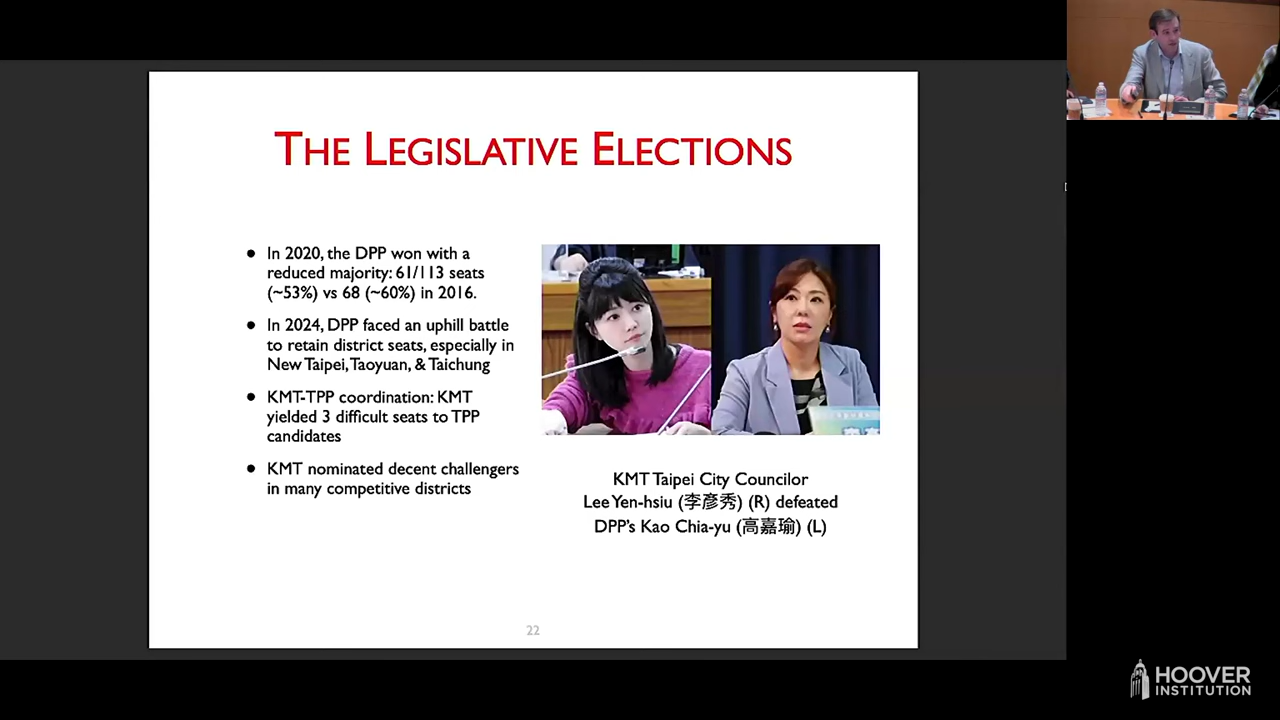 THE LEGISLATIVE ELECTIONS
● In 2020, the DPP won with a
reduced majority: 61/113 seats
(~53%) vs 68 (~60%) in 2016.
● In 2024, DPP faced an uphill battle
to retain district seats, especially in
New Taipei, Taoyuan, & Taichung
● KMT-TPP coordination: KMT
yielded 3 difficult seats to TPP
candidates
● KMT nominated decent challengers
in many competitive districts
KMT Taipei City Councilor
Lee Yen-hsiu (李彥秀) (R) defeated
DPP's Kao Chia-yu (高嘉瑜) (L)
22
HOOVER
INSTITUTION